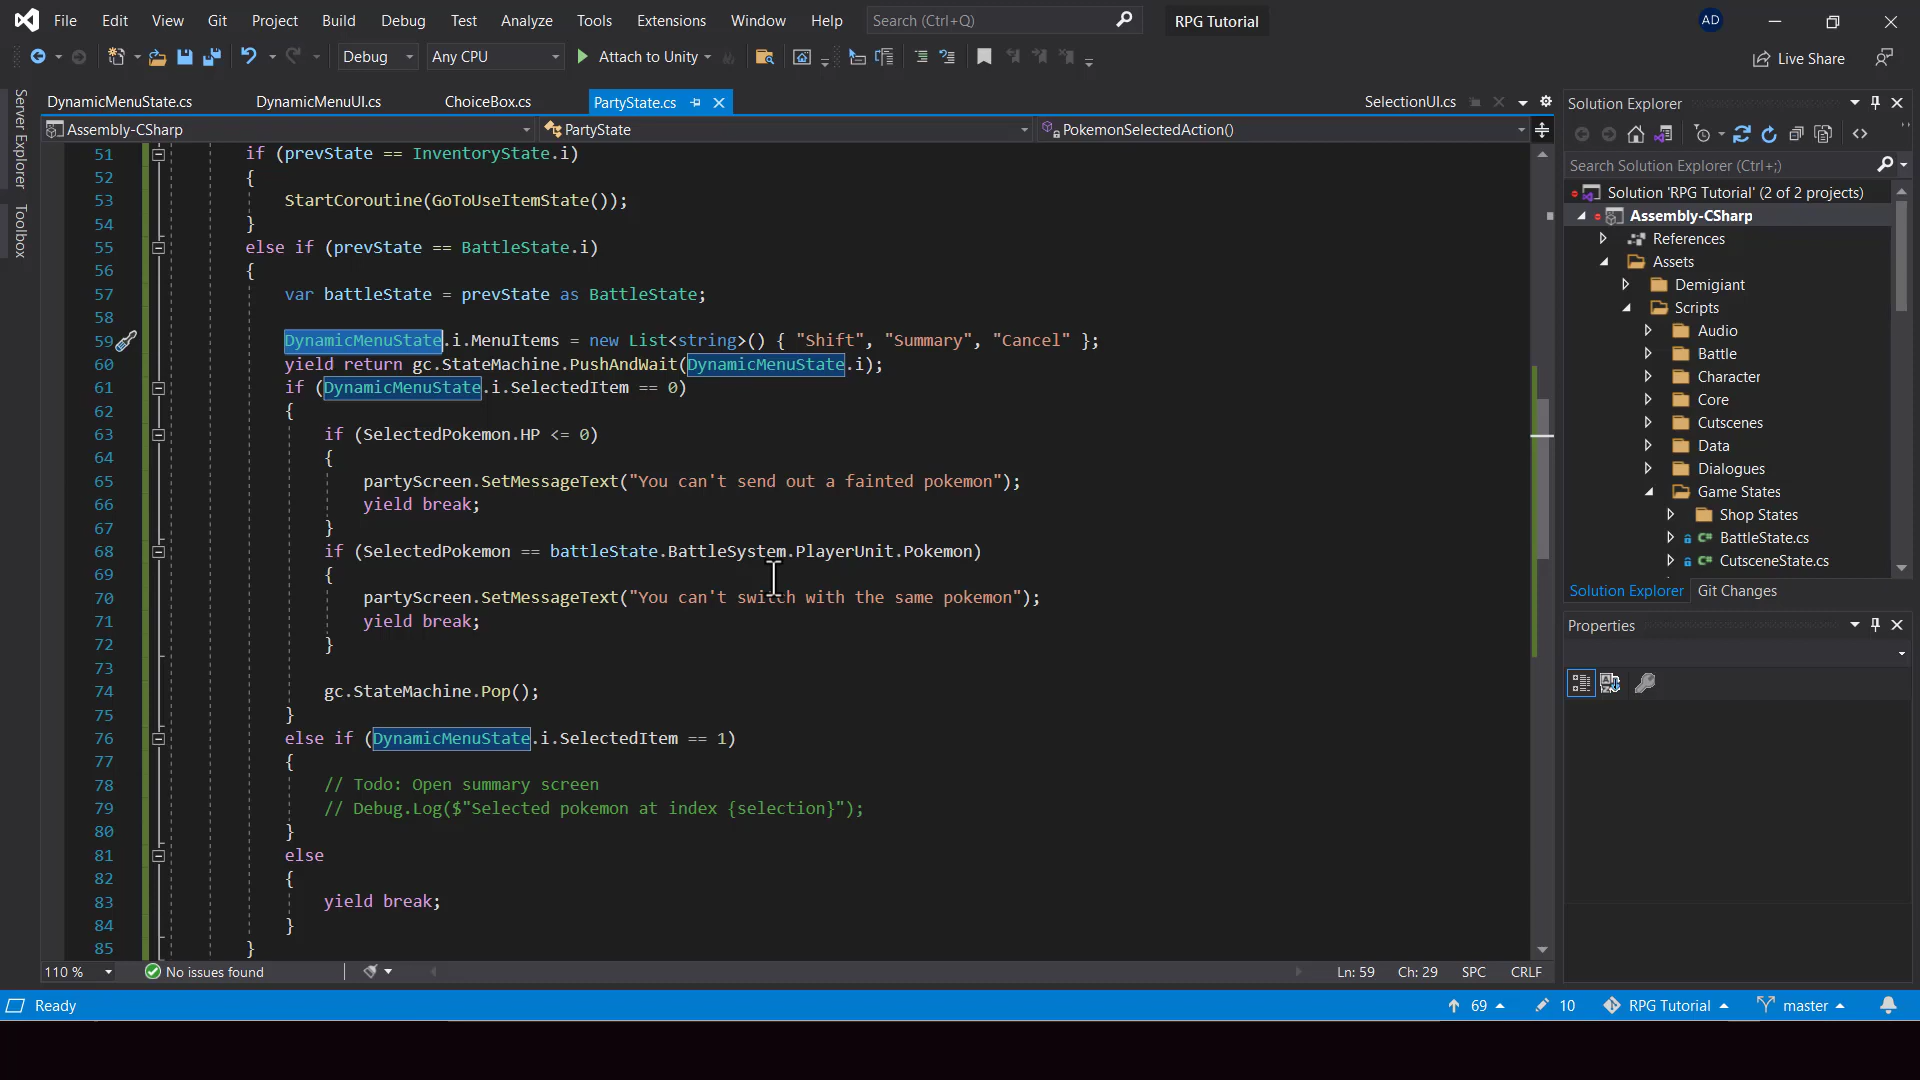 File Edit View Git Project Build Debug Test Analyze Tools Extensions Window Help Search (Ctrl+Q) RPG Tutorial AD
Debug Any CPU Attach to Unity Live Share
Server Explorer
Toolbox
DynamicMenuState.cs DynamicMenuUI.cs ChoiceBox.cs PartyState.cs SelectionUI.cs
Assembly-CSharp PartyState PokemonSelectedAction()
51 if (prevState == InventoryState.i)
52 {
53 StartCoroutine(GoToUseItemState());
54 }
55 else if (prevState == BattleState.i)
56 {
57 var battleState = prevState as BattleState;
58
59 DynamicMenuState.i.MenuItems = new List<string>() { "Shift", "Summary", "Cancel" };
60 yield return gc.StateMachine.PushAndWait(DynamicMenuState.i);
61 if (DynamicMenuState.i.SelectedItem == 0)
62 {
63 if (SelectedPokemon.HP <= 0)
64 {
65 partyScreen.SetMessageText("You can't send out a fainted pokemon");
66 yield break;
67 }
68 if (SelectedPokemon == battleState.BattleSystem.PlayerUnit.Pokemon)
69 {
70 partyScreen.SetMessageText("You can't switch with the same pokemon");
71 yield break;
72 }
73
74 gc.StateMachine.Pop();
75 }
76 else if (DynamicMenuState.i.SelectedItem == 1)
77 {
78 // Todo: Open summary screen
79 // Debug.Log($"Selected pokemon at index {selection}");
80 }
81 else
82 {
83 yield break;
84 }
85 }
110 % No issues found Ln: 59 Ch: 29 SPC CRLF
Solution Explorer
Search Solution Explorer (Ctrl+;)
Solution 'RPG Tutorial' (2 of 2 projects)
Assembly-CSharp
References
Assets
Demigiant
Scripts
Audio
Battle
Character
Core
Cutscenes
Data
Dialogues
Game States
Shop States
BattleState.cs
CutsceneState.cs
Solution Explorer Git Changes
Properties
Ready 69 10 RPG Tutorial master